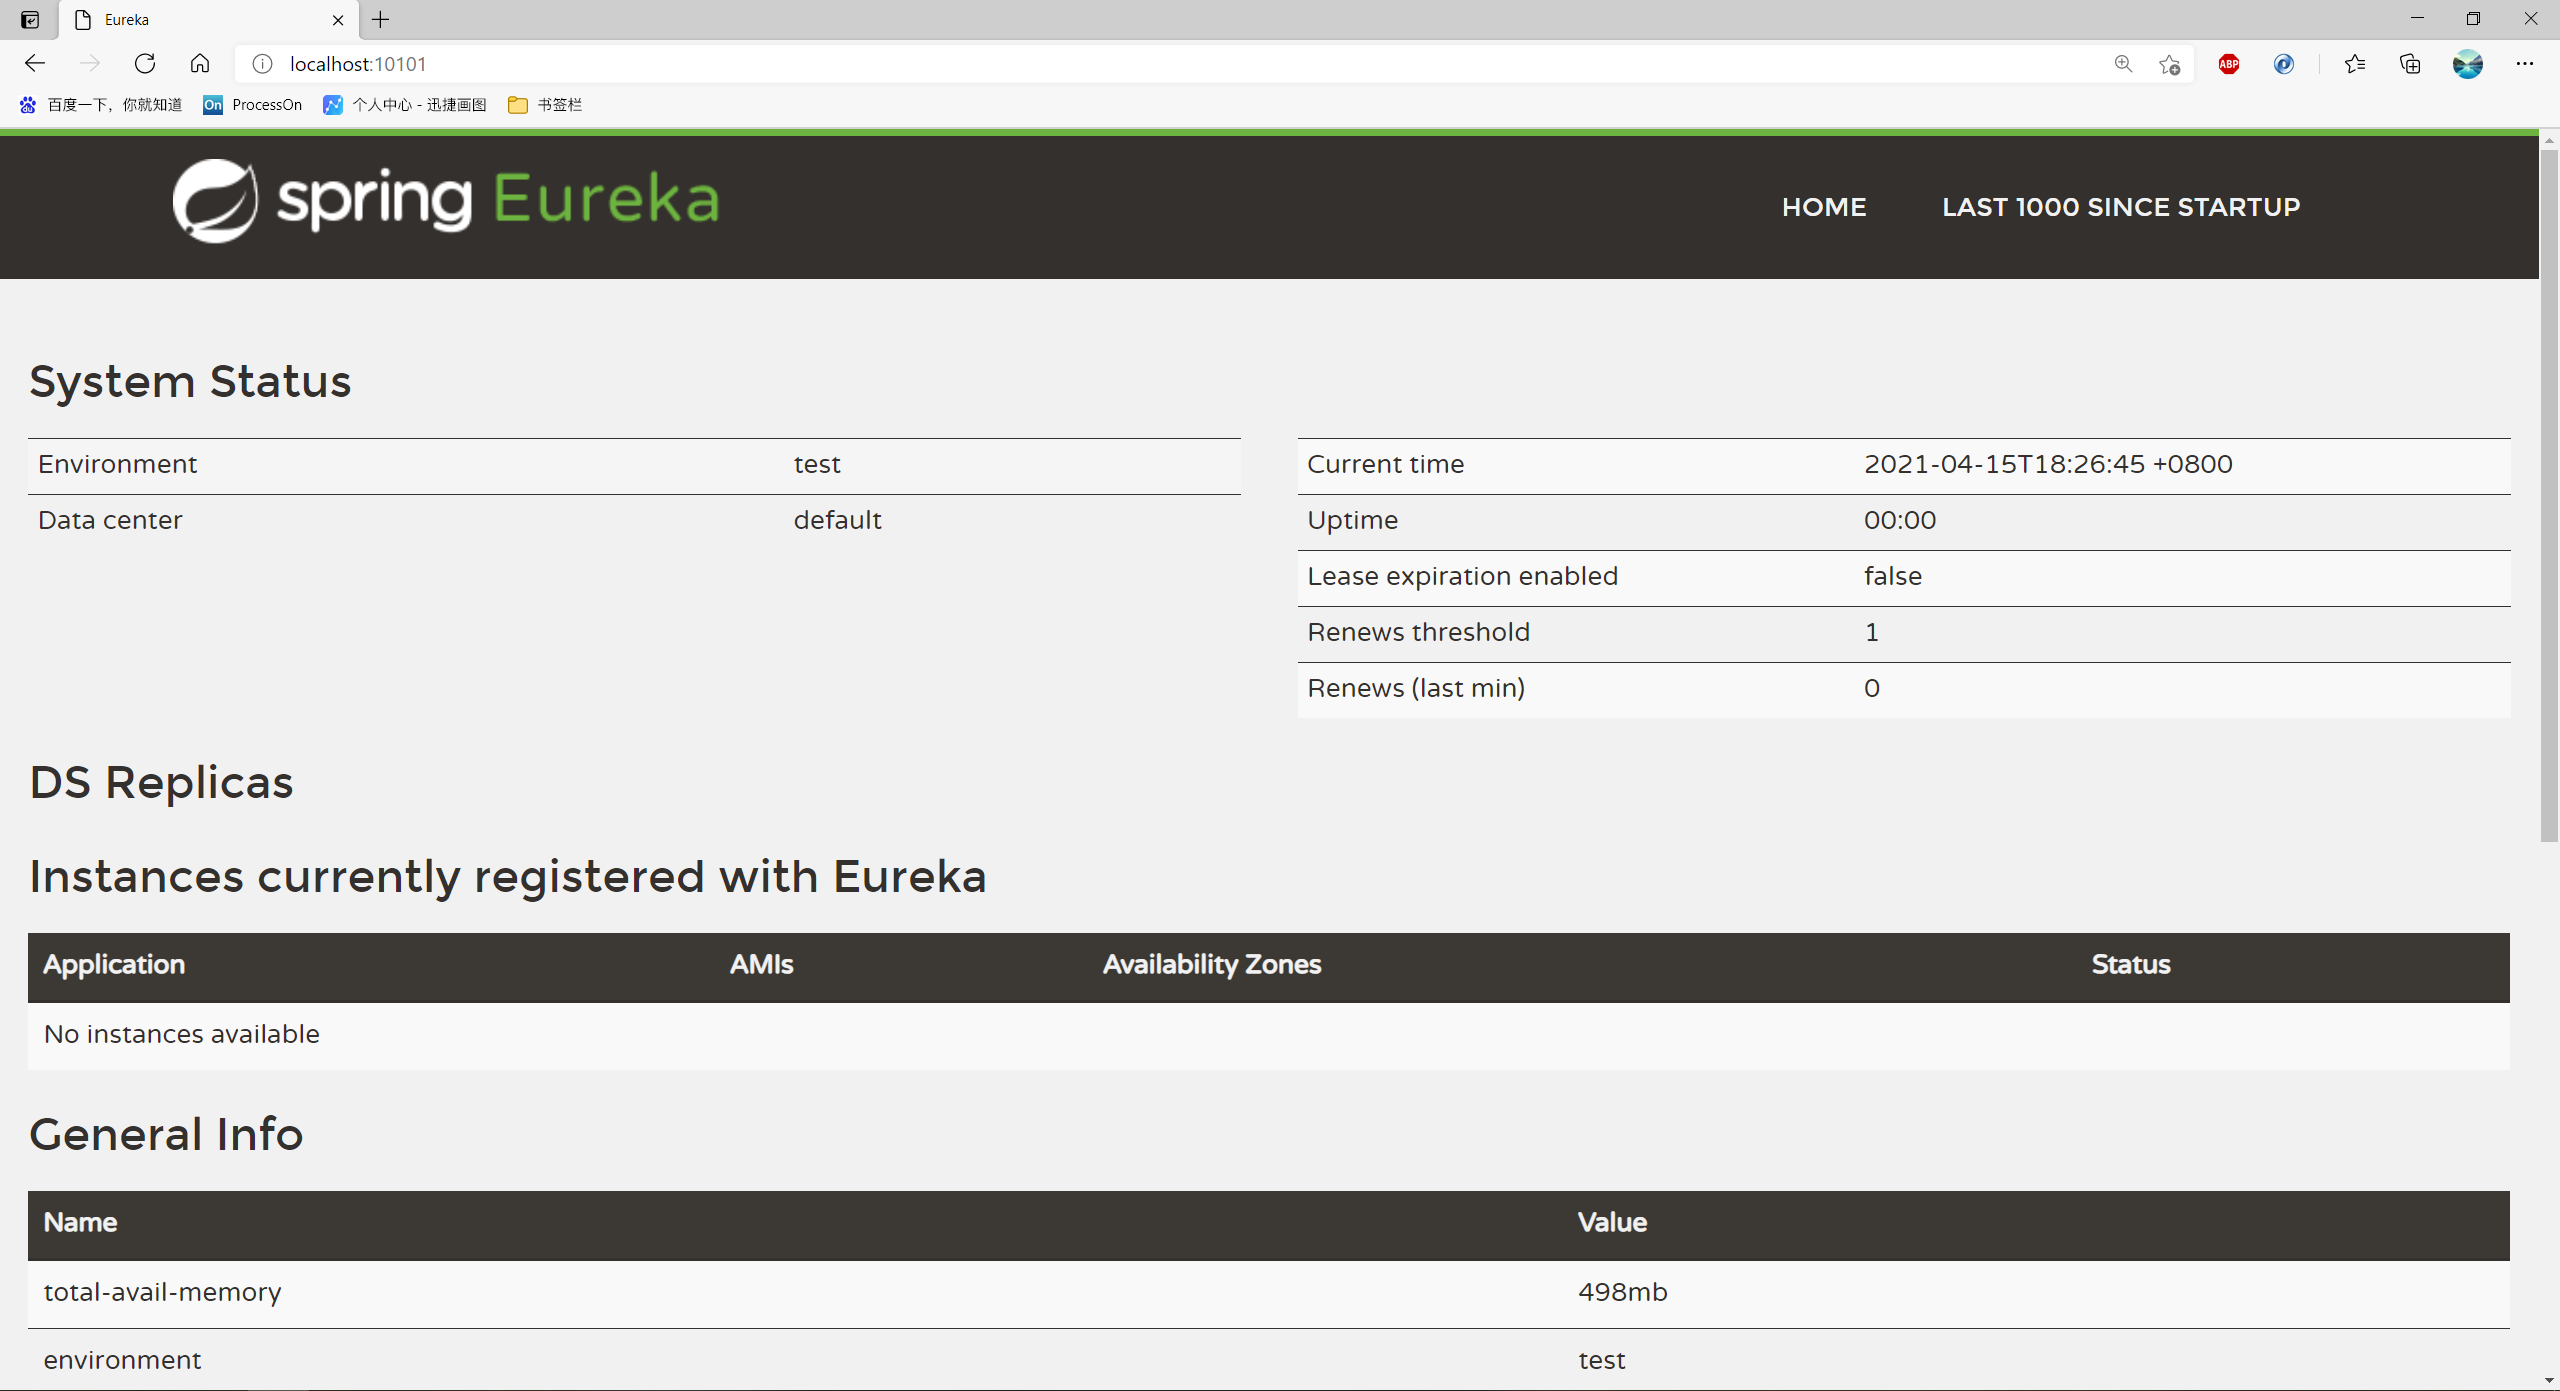 Eureka
localhost:10101
ABP
百度一下，你就知道
On ProcessOn
个人中心 - 迅捷画图
书签栏
spring Eureka
HOME LAST 1000 SINCE STARTUP
System Status
Environment test
Data center default
Current time 2021-04-15T18:26:45 +0800
Uptime 00:00
Lease expiration enabled false
Renews threshold 1
Renews (last min) 0
DS Replicas
Instances currently registered with Eureka
Application AMIs Availability Zones Status
No instances available
General Info
Name Value
total-avail-memory 498mb
environment test